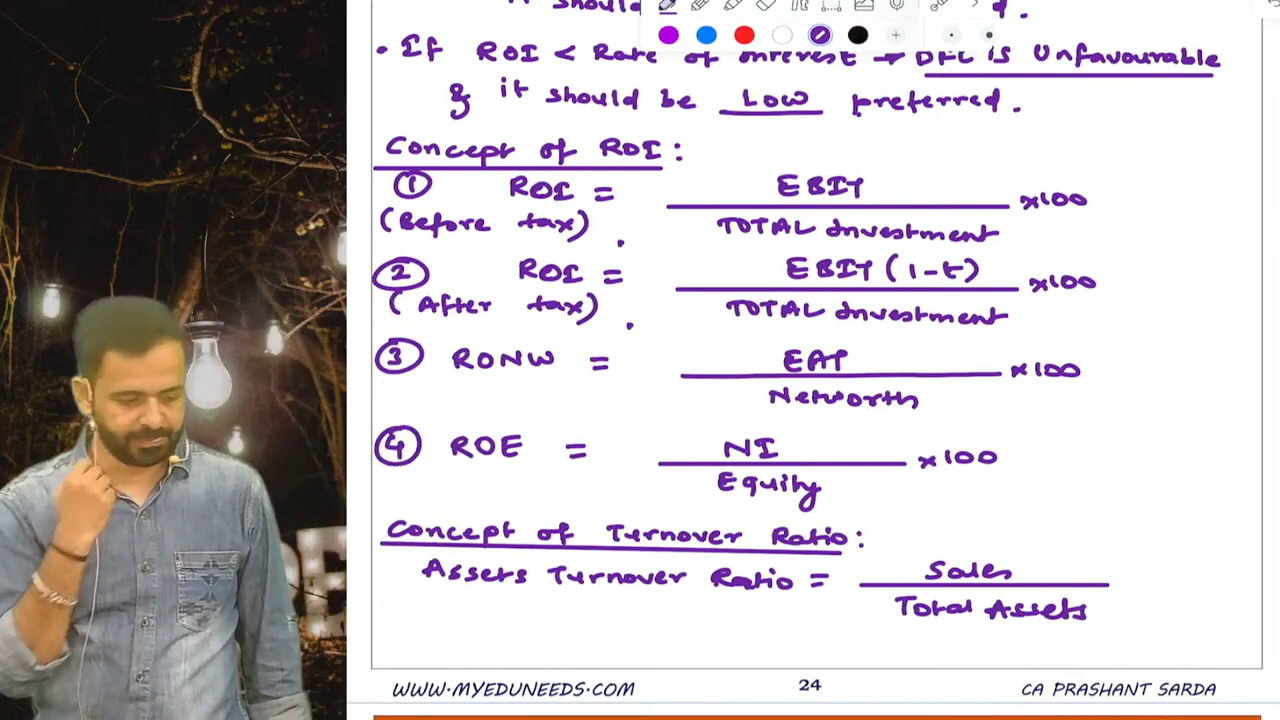 it should
d.
• If ROI < Rate of interest → DFL is Unfavourable
& it should be Low preferred.
Concept of ROI :
① ROI = EBIT / TOTAL Investment ×100
(Before tax)
② ROI = EBIT (1-t) / TOTAL Investment ×100
(After tax)
③ RONW = EAT / Networth ×100
④ ROE = NI / Equity ×100
Concept of Turnover Ratio :
Assets Turnover Ratio = Sales / Total Assets
WWW.MYEDUNEEDS.COM 24 CA PRASHANT SARDA